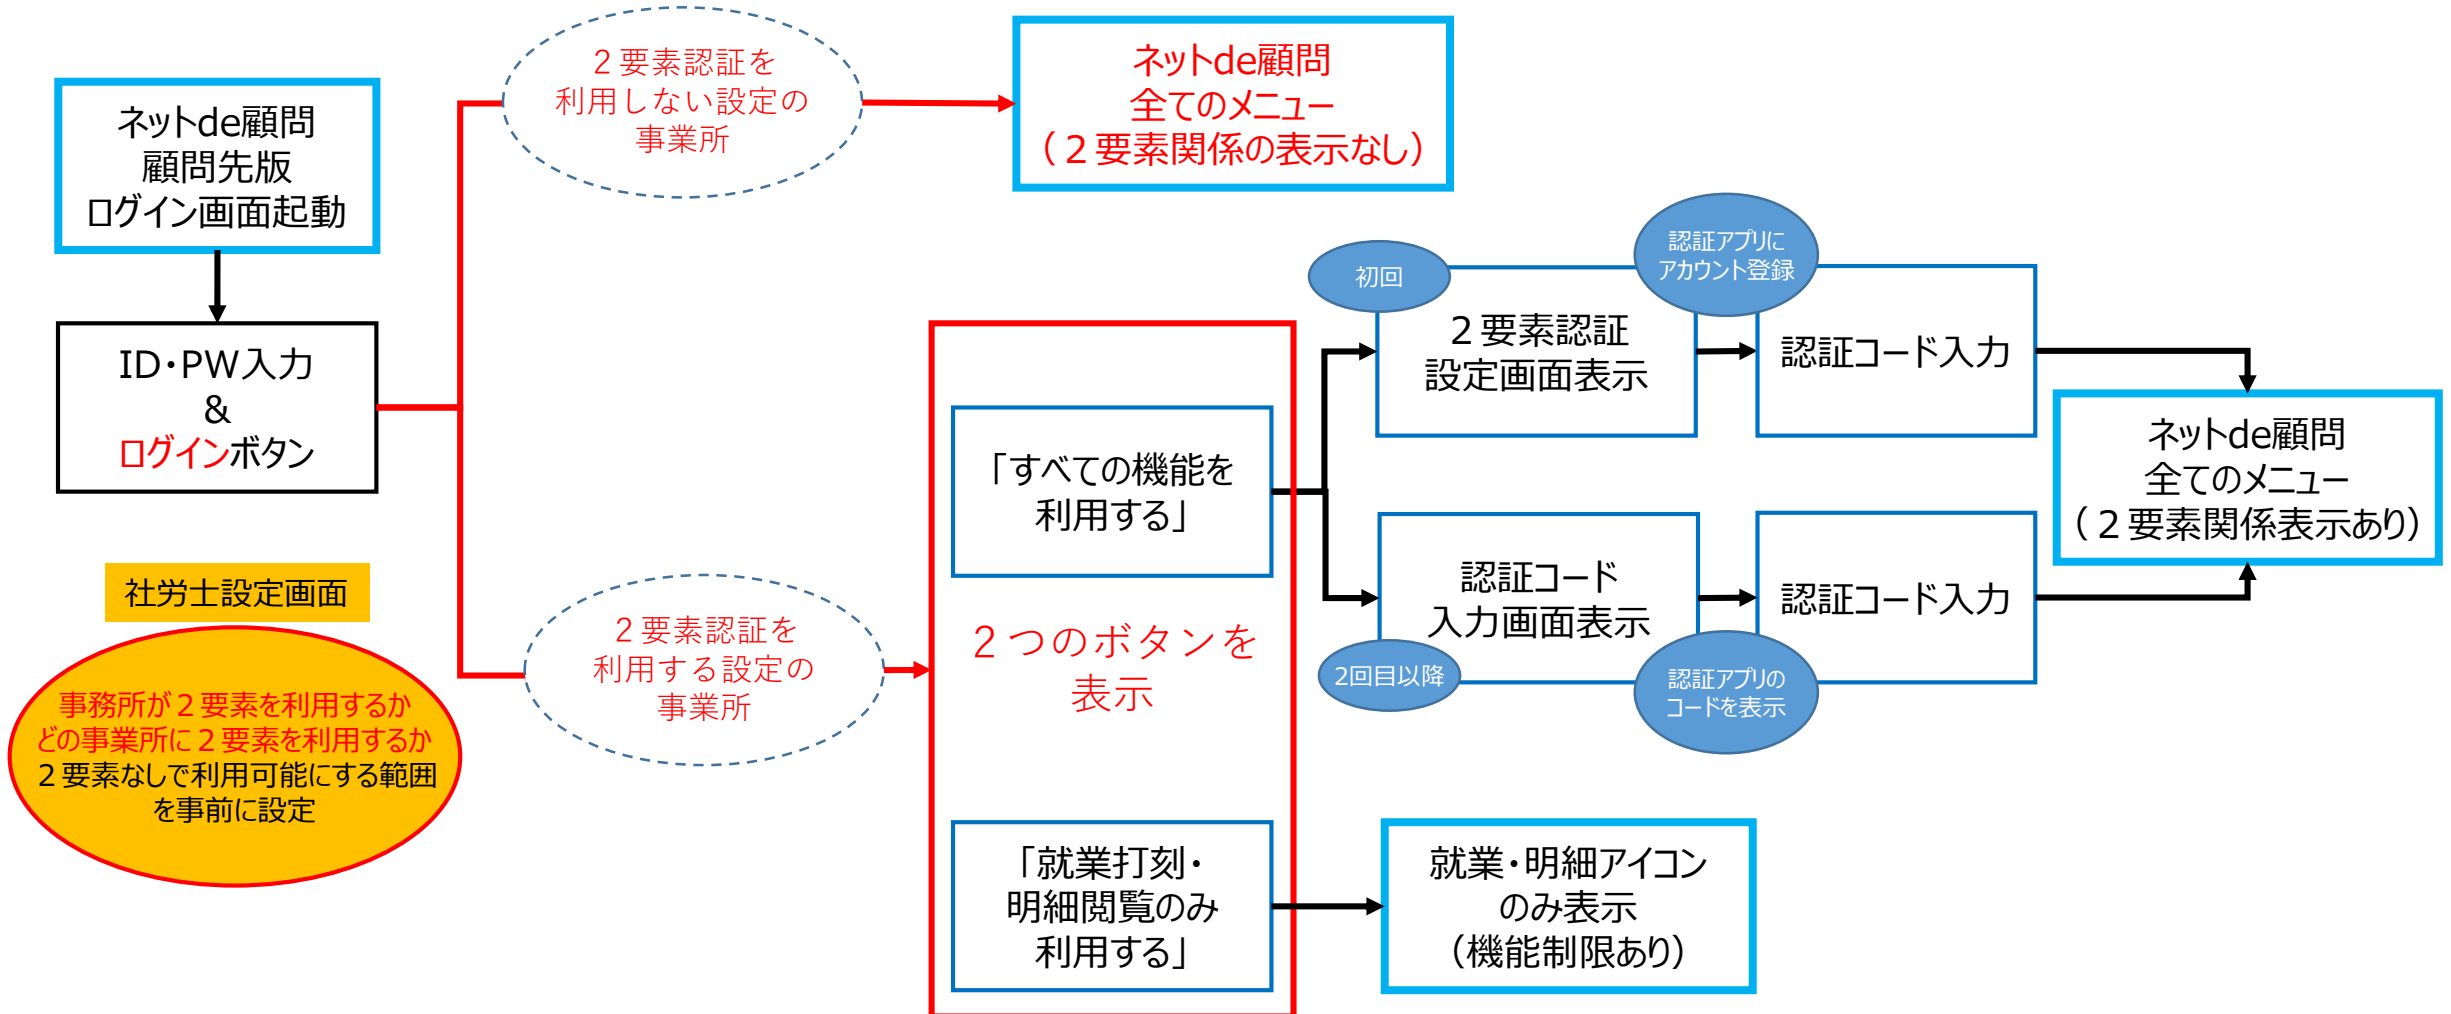 ネットde顧問
顧問先版
ログイン画面起動
ID・PW入力
&
ログインボタン
社労士設定画面
事務所が２要素を利用するか
どの事業所に２要素を利用するか
２要素なしで利用可能にする範囲
を事前に設定
２要素認証を
利用しない設定の
事業所
ネットde顧問
全てのメニュー
（２要素関係の表示なし）
２要素認証を
利用する設定の
事業所
「すべての機能を
利用する」
２つのボタンを
表示
「就業打刻・
明細閲覧のみ
利用する」
初回
２要素認証
設定画面表示
認証アプリに
アカウント登録
認証コード入力
認証コード
入力画面表示
2回目以降
認証アプリの
コードを表示
認証コード入力
ネットde顧問
全てのメニュー
（２要素関係表示あり）
就業・明細アイコン
のみ表示
（機能制限あり）